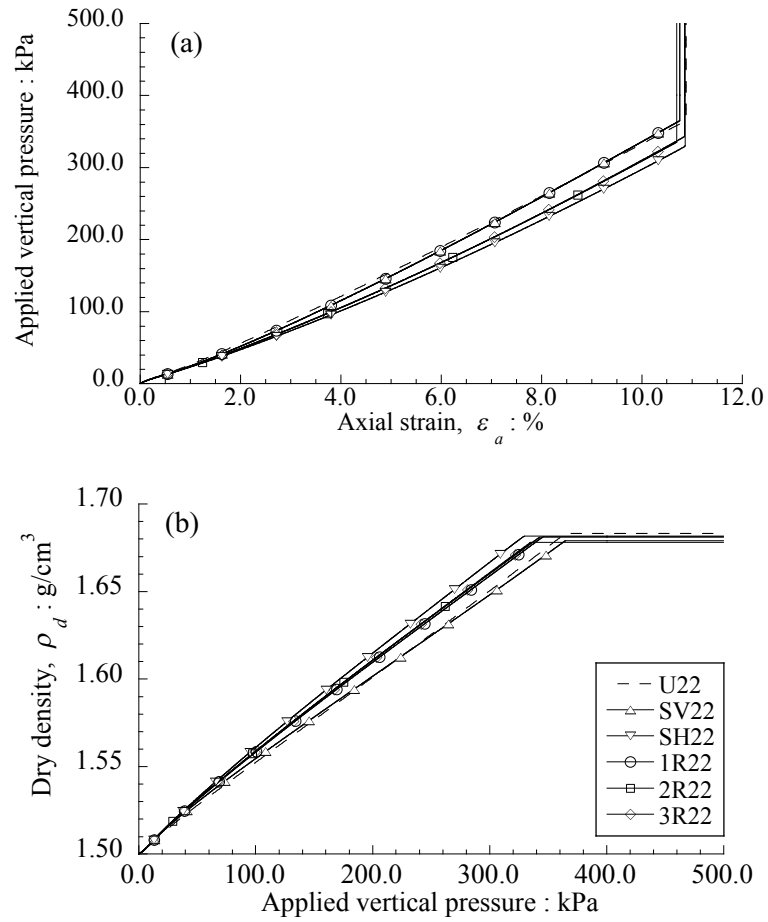 500.0
(a)
400.0
300.0
200.0
100.0
0.0
Applied vertical pressure : kPa
0.0 2.0 4.0 6.0 8.0 10.0 12.0
Axial strain, ε a : %
1.70
(b)
1.65
1.60
1.55
1.50
Dry density, ρ d : g/cm3
U22
SV22
SH22
1R22
2R22
3R22
0.0 100.0 200.0 300.0 400.0 500.0
Applied vertical pressure : kPa